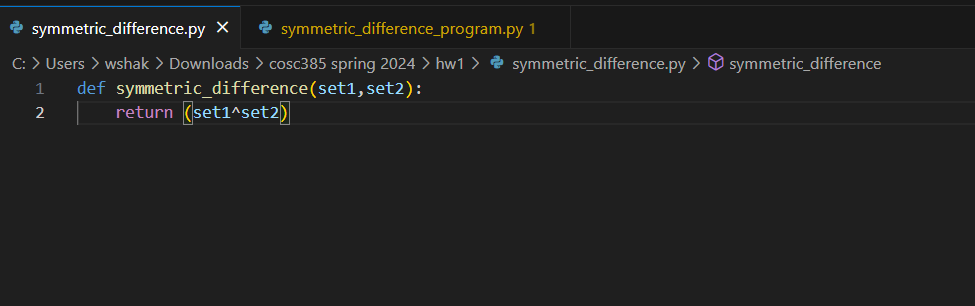 symmetric_difference.py symmetric_difference_program.py 1
C: > Users > wshak > Downloads > cosc385 spring 2024 > hw1 > symmetric_difference.py > symmetric_difference
1 def symmetric_difference(set1,set2):
2     return (set1^set2)